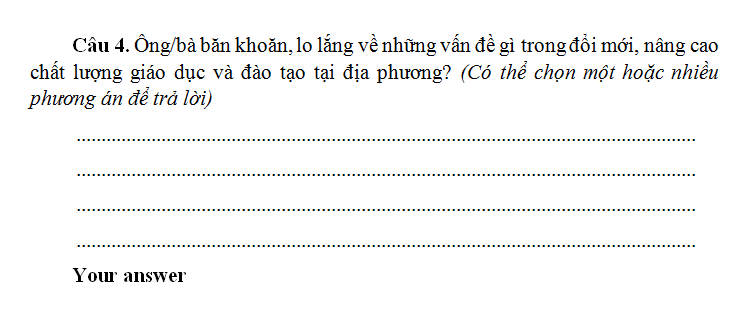 Câu 4. Ông/bà băn khoăn, lo lắng về những vấn đề gì trong đổi mới, nâng cao
chất lượng giáo dục và đào tạo tại địa phương? (Có thể chọn một hoặc nhiều
phương án để trả lời)
............................................................................................................................
............................................................................................................................
............................................................................................................................
............................................................................................................................
Your answer